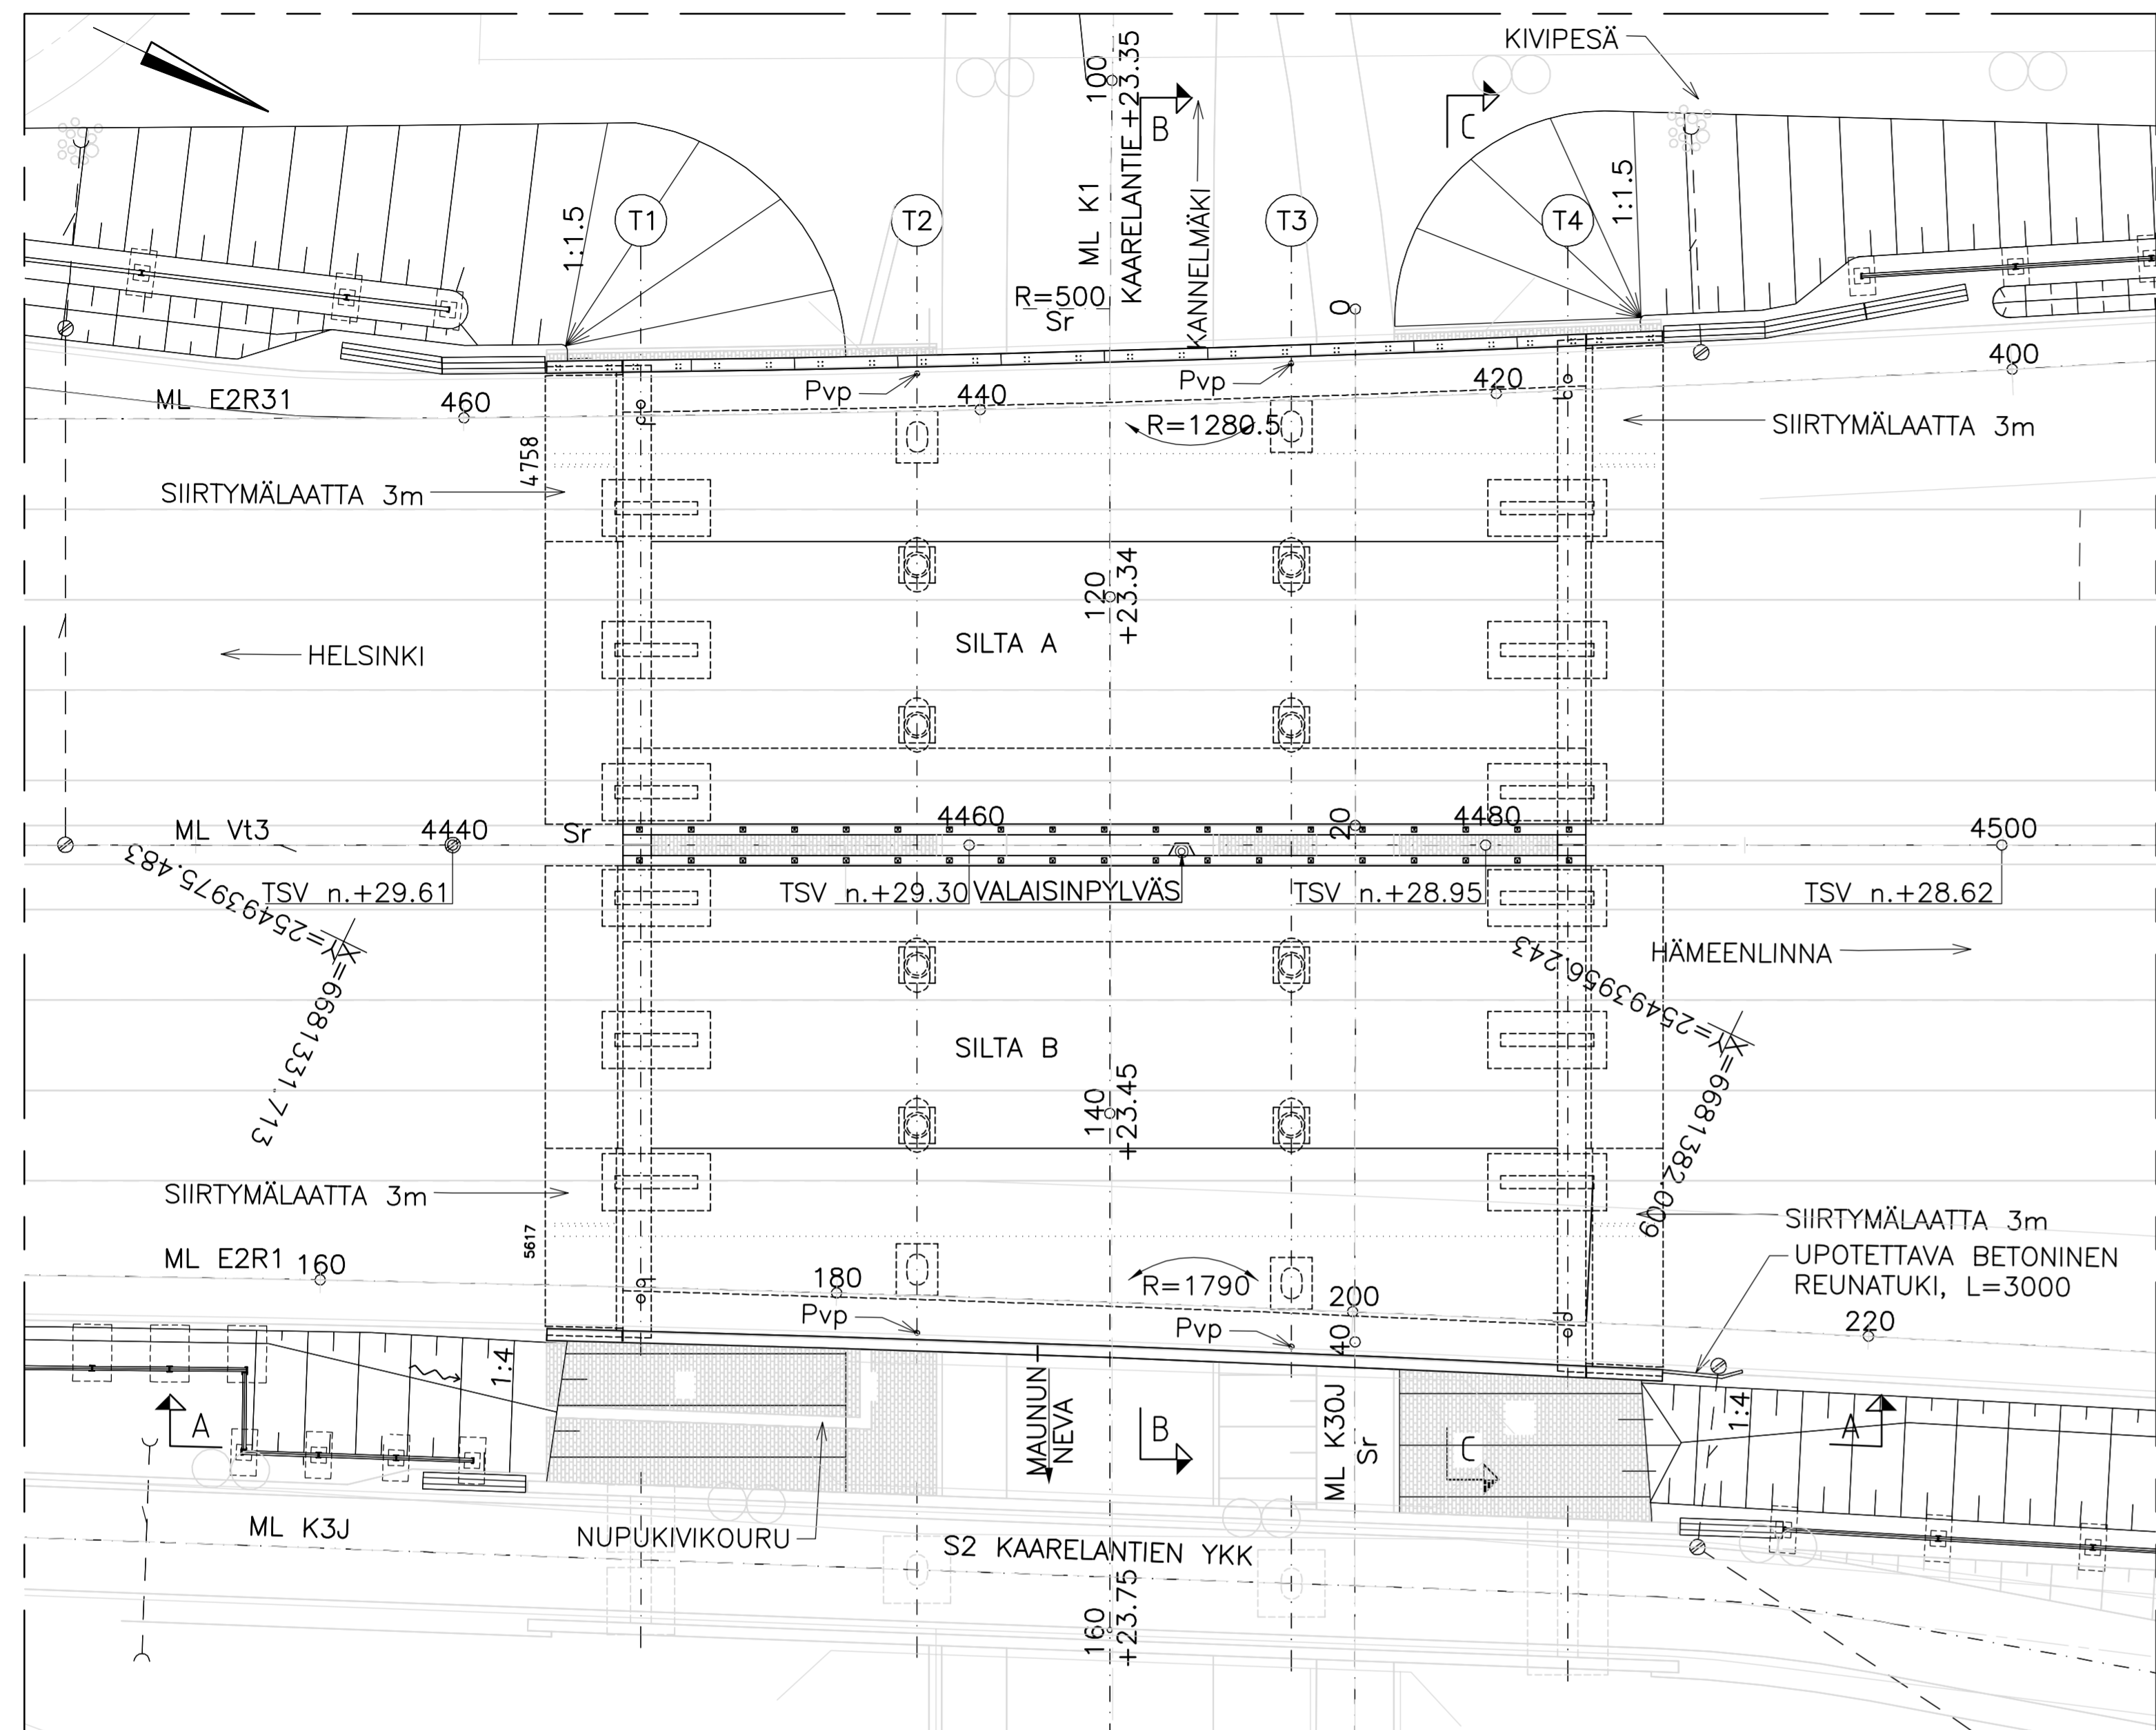 KIVIPESÄ
100
+23.35
B
C
ML K1
KAARELANTIE
KANNELMÄKI
1:1.5
T1
T2
T3
T4
1:1.5
R=500
Sr
0
Pvp
Pvp
ML E2R31
460
440
420
400
R=1280.5
4758
SIIRTYMÄLAATTA 3m
SIIRTYMÄLAATTA 3m
120
+23.34
SILTA A
HELSINKI
ML Vt3
4440
Sr
4460
20
4480
4500
TSV n.+29.61
TSV n.+29.30
VALAISINPYLVÄS
TSV n.+28.95
TSV n.+28.62
Y=25493975.483
X=6681331.713
HÄMEENLINNA
Y=25493956.243
X=6681382.009
SILTA B
140
+23.45
SIIRTYMÄLAATTA 3m
SIIRTYMÄLAATTA 3m
5617
ML E2R1
160
180
R=1790
200
UPOTETTAVA BETONINEN
REUNATUKI, L=3000
220
Pvp
Pvp
40
1:4
1:4
A
MAUNUN-
NEVA
B
ML K30J
Sr
C
A
ML K3J
NUPUKIVIKOURU
S2 KAARELANTIEN YKK
160
+23.75